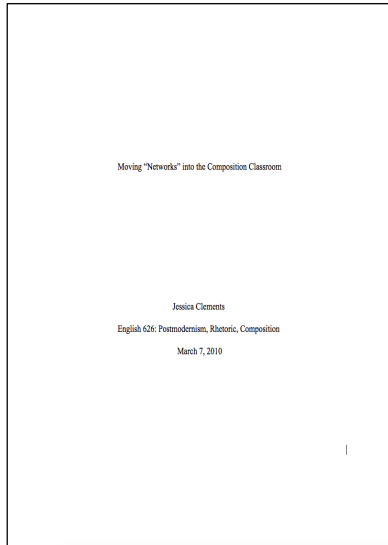 Moving “Networks” into the Composition Classroom
Jessica Clements
English 626: Postmodernism, Rhetoric, Composition
March 7, 2010